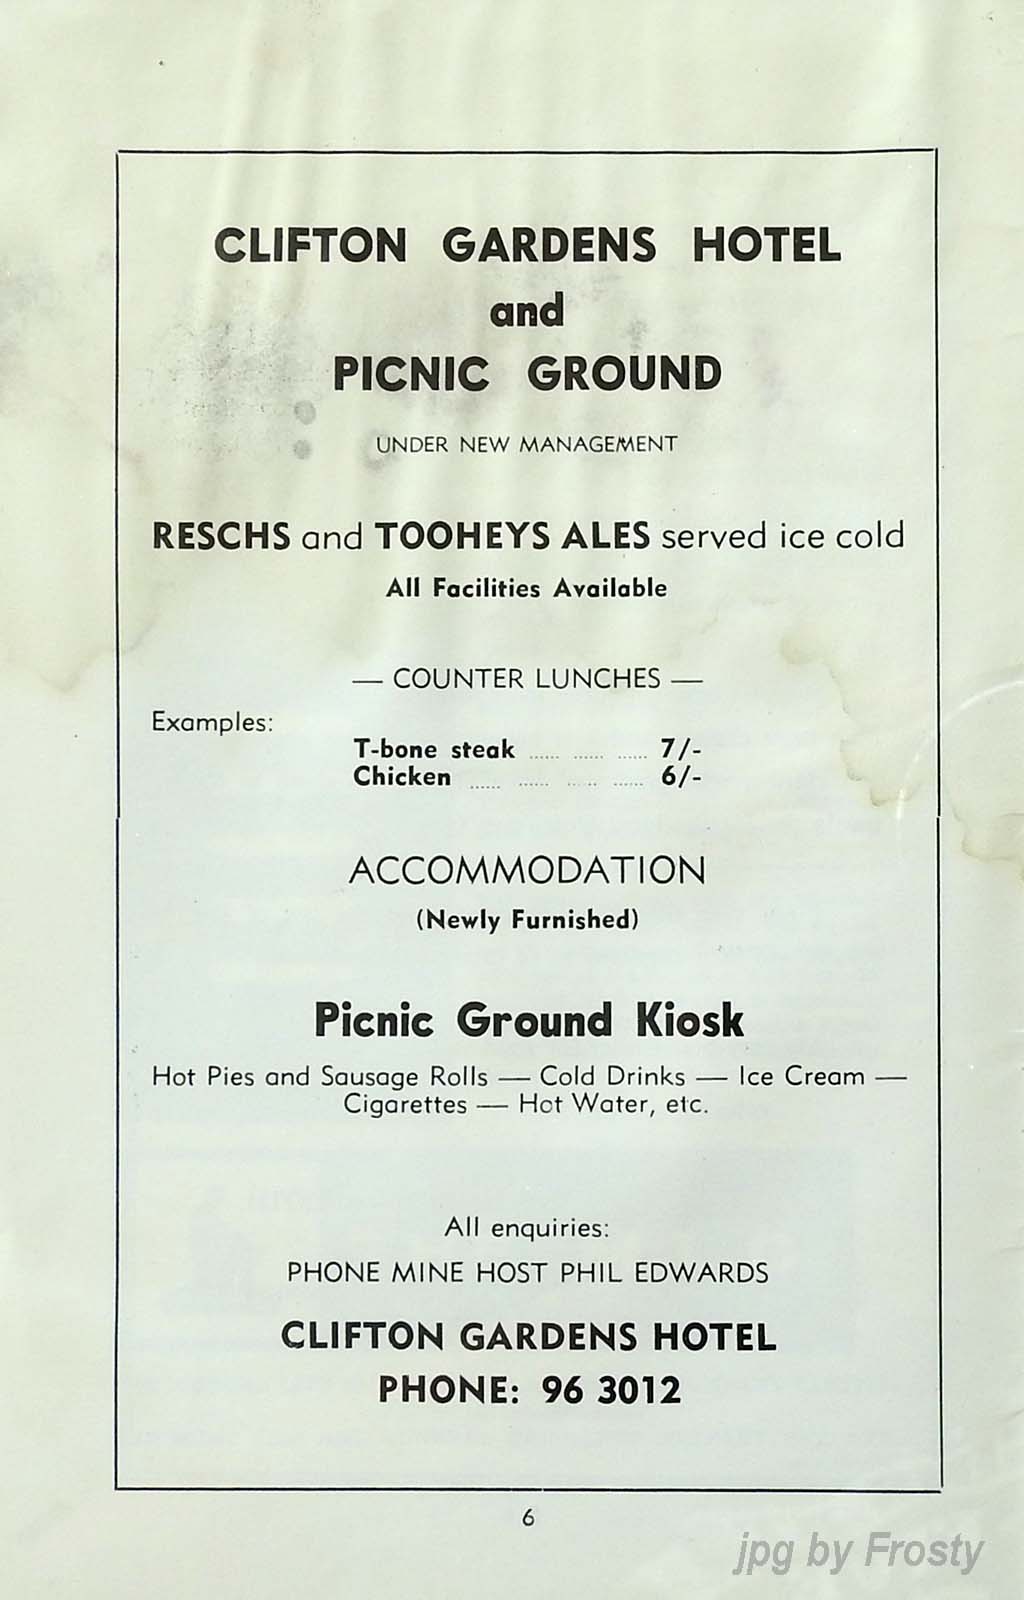 CLIFTON GARDENS HOTEL
and
PICNIC GROUND
UNDER NEW MANAGEMENT
RESCHS and TOOHEYS ALES served ice cold
All Facilities Available
— COUNTER LUNCHES —
Examples:
T-bone steak ...... ...... ...... 7/-
Chicken ...... ...... ...... ...... 6/-
ACCOMMODATION
(Newly Furnished)
Picnic Ground Kiosk
Hot Pies and Sausage Rolls — Cold Drinks — Ice Cream —
Cigarettes — Hot Water, etc.
All enquiries:
PHONE MINE HOST PHIL EDWARDS
CLIFTON GARDENS HOTEL
PHONE: 96 3012
6
jpg by Frosty